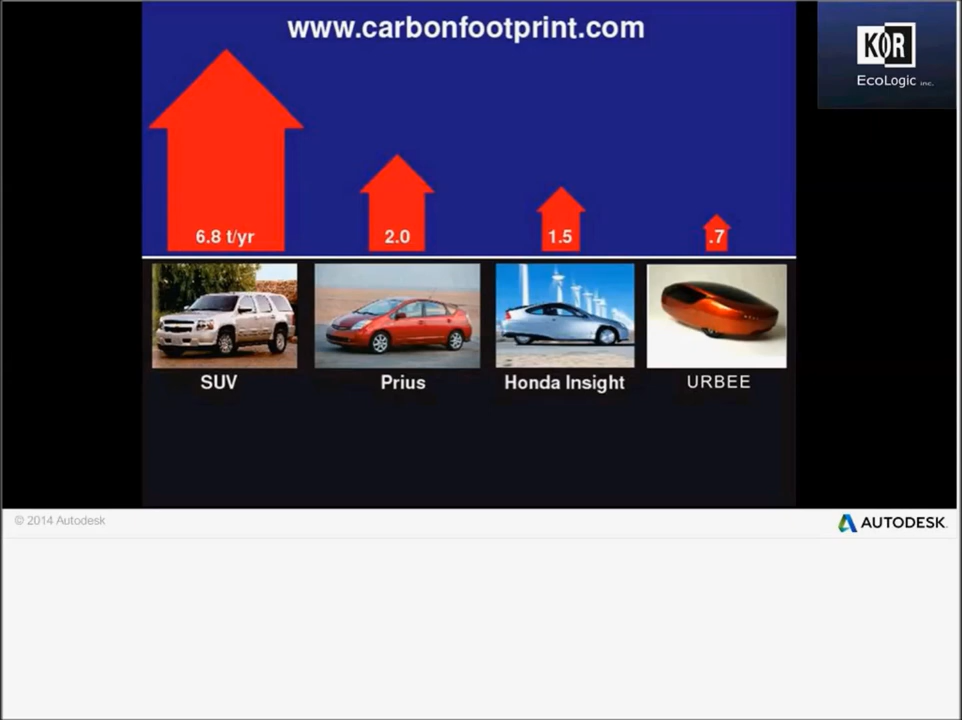 www.carbonfootprint.com
KOR
EcoLogic inc.
6.8 t/yr
2.0
1.5
.7
SUV
Prius
Honda Insight
URBEE
© 2014 Autodesk
AUTODESK.